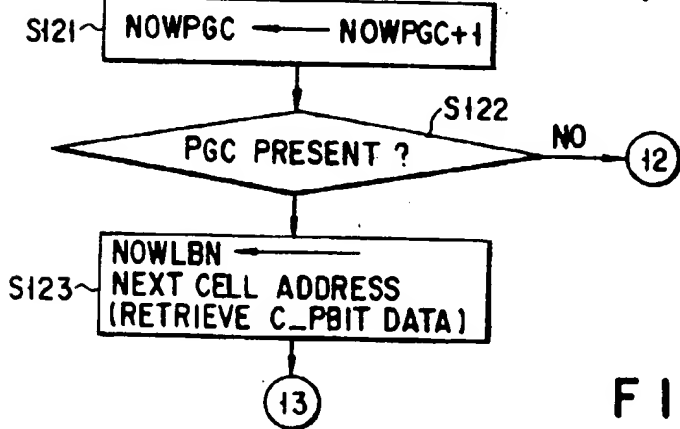 S121 NOWPGC ← NOWPGC+1
S122
PGC PRESENT ?
NO
12
NOWLBN ←
S123 NEXT CELL ADDRESS
(RETRIEVE C_PBIT DATA)
13
F I